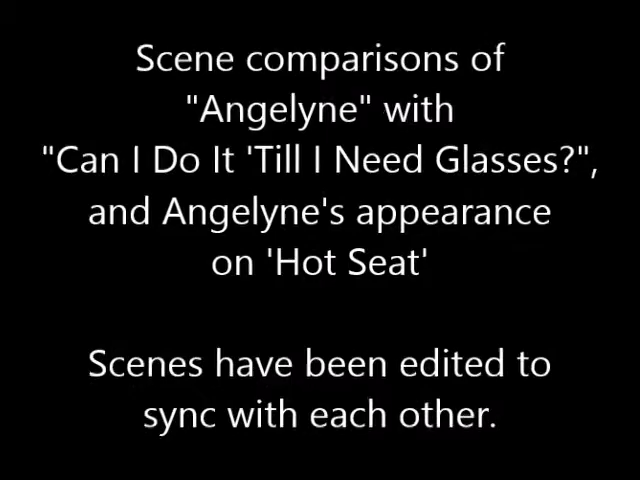 Scene comparisons of
"Angelyne" with
"Can I Do It 'Till I Need Glasses?",
and Angelyne's appearance
on 'Hot Seat'
Scenes have been edited to
sync with each other.